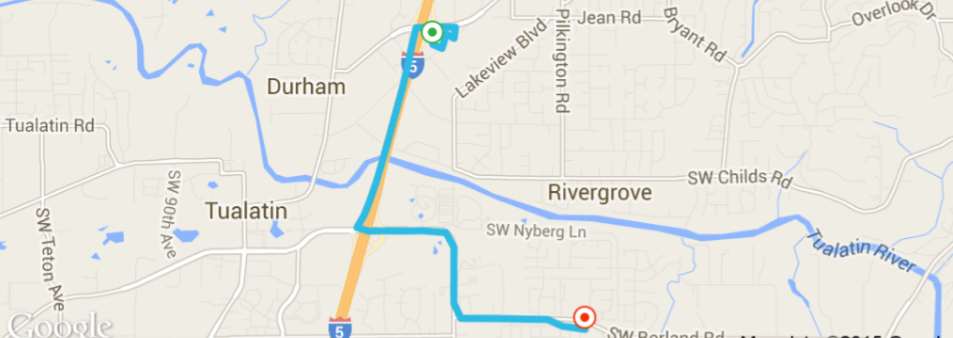 Jean Rd
Overlook Dr
Bryant Rd
Pilkington Rd
Lakeview Blvd
5
Durham
Tualatin Rd
SW Childs Rd
Rivergrove
SW 90th Ave
Tualatin
SW Teton Ave
SW Nyberg Ln
Tualatin River
Google
5
SW Borland Rd